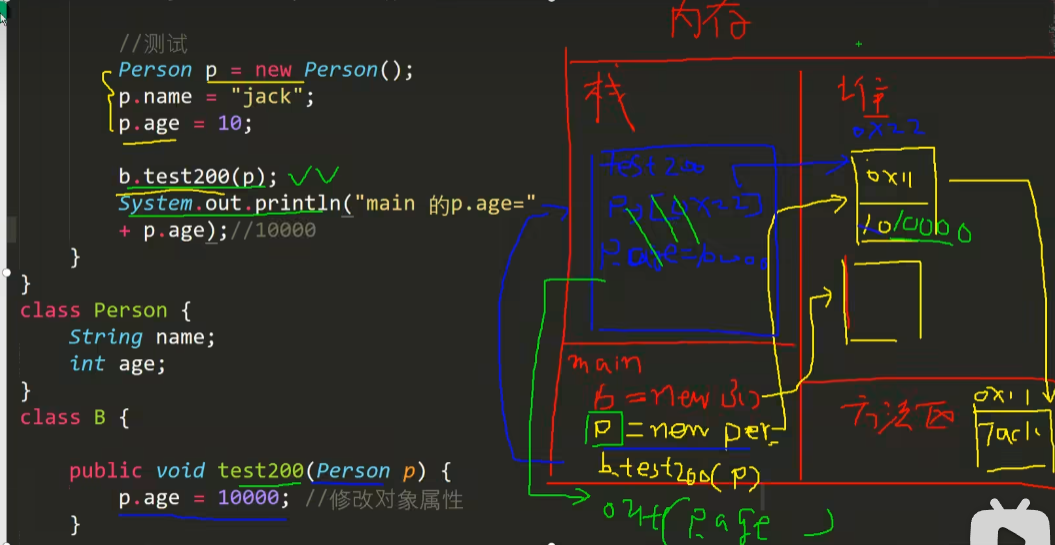 //测试
Person p = new Person();
p.name = "jack";
p.age = 10;
b.test200(p);
System.out.println("main 的p.age="
+ p.age);//10000
}
}
class Person {
String name;
int age;
}
class B {
public void test200(Person p) {
p.age = 10000; //修改对象属性
}
内存
栈
堆
0x22
test200
p→[0x22]
p.age=10000
0x11
10 10000
main
b = new B()
p = new per
b.test200(p)
方法区
0x11
Jack
out(p.age )